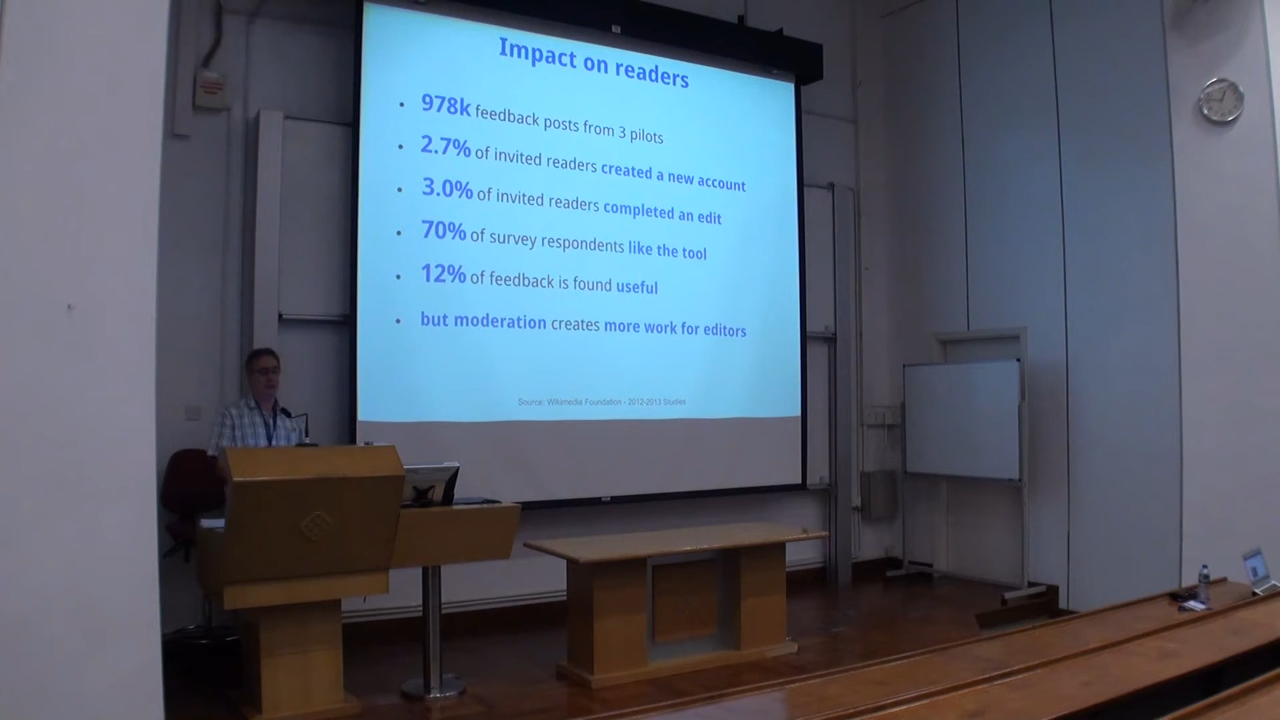 Impact on readers
• 978k feedback posts from 3 pilots
• 2.7% of invited readers created a new account
• 3.0% of invited readers completed an edit
• 70% of survey respondents like the tool
• 12% of feedback is found useful
• but moderation creates more work for editors
Source: Wikimedia Foundation - 2012-2013 Studies